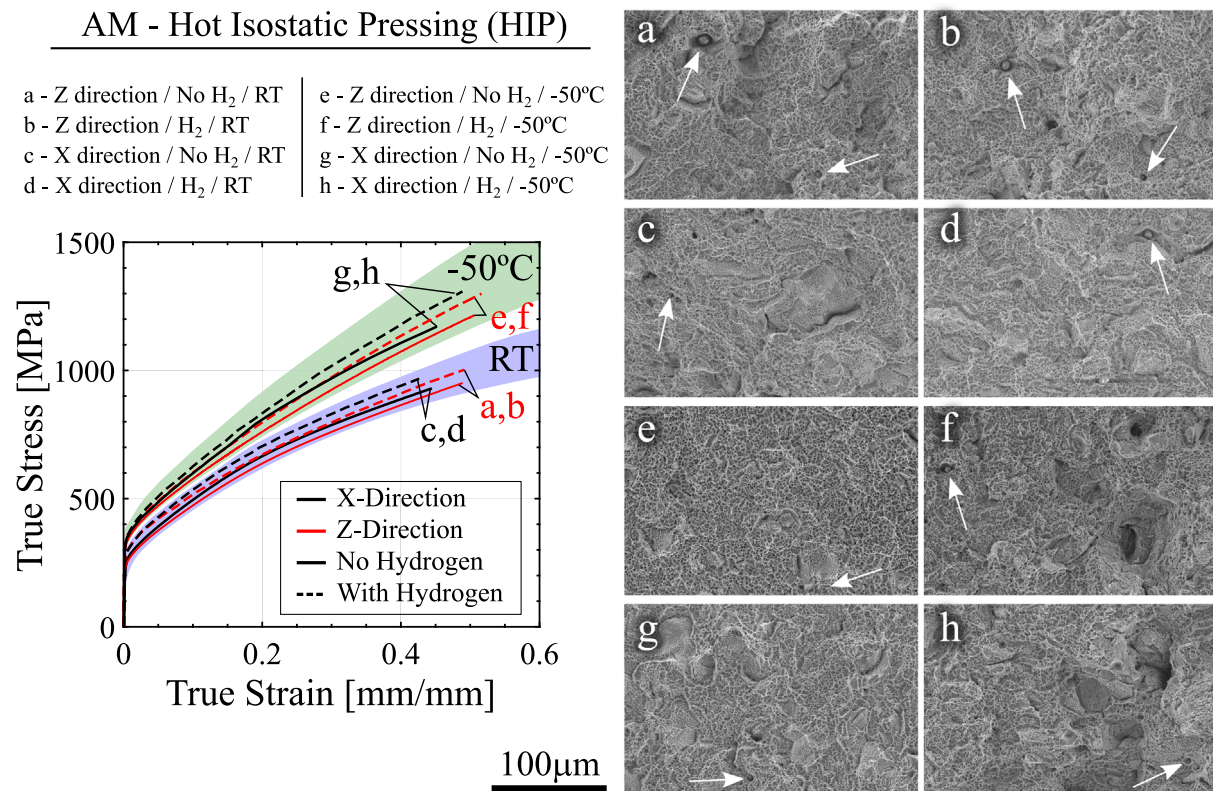 AM - Hot Isostatic Pressing (HIP)
a - Z direction / No H₂ / RT
b - Z direction / H₂ / RT
c - X direction / No H₂ / RT
d - X direction / H₂ / RT
e - Z direction / No H₂ / -50ºC
f - Z direction / H₂ / -50ºC
g - X direction / No H₂ / -50ºC
h - X direction / H₂ / -50ºC
True Stress [MPa]
1500
1000
500
0
g,h
-50ºC
e,f
RT
a,b
c,d
X-Direction
Z-Direction
No Hydrogen
With Hydrogen
0
0.2
0.4
0.6
True Strain [mm/mm]
100μm
a
b
c
d
e
f
g
h